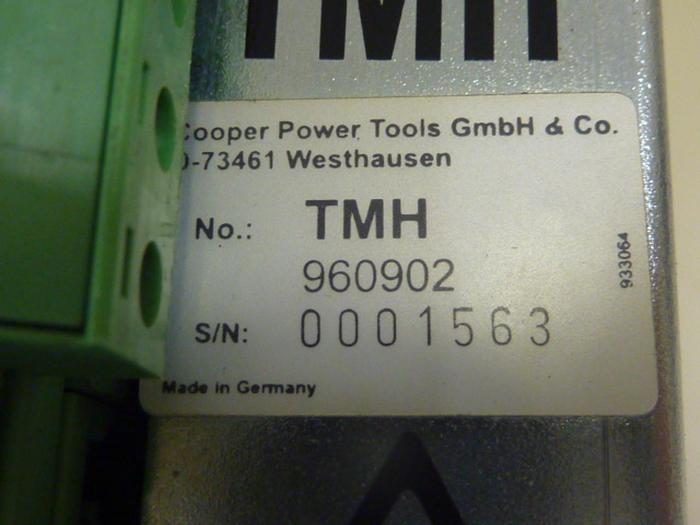 TMH
Cooper Power Tools GmbH & Co.
D-73461 Westhausen
No.: TMH
960902
S/N: 0001563
Made in Germany
933064